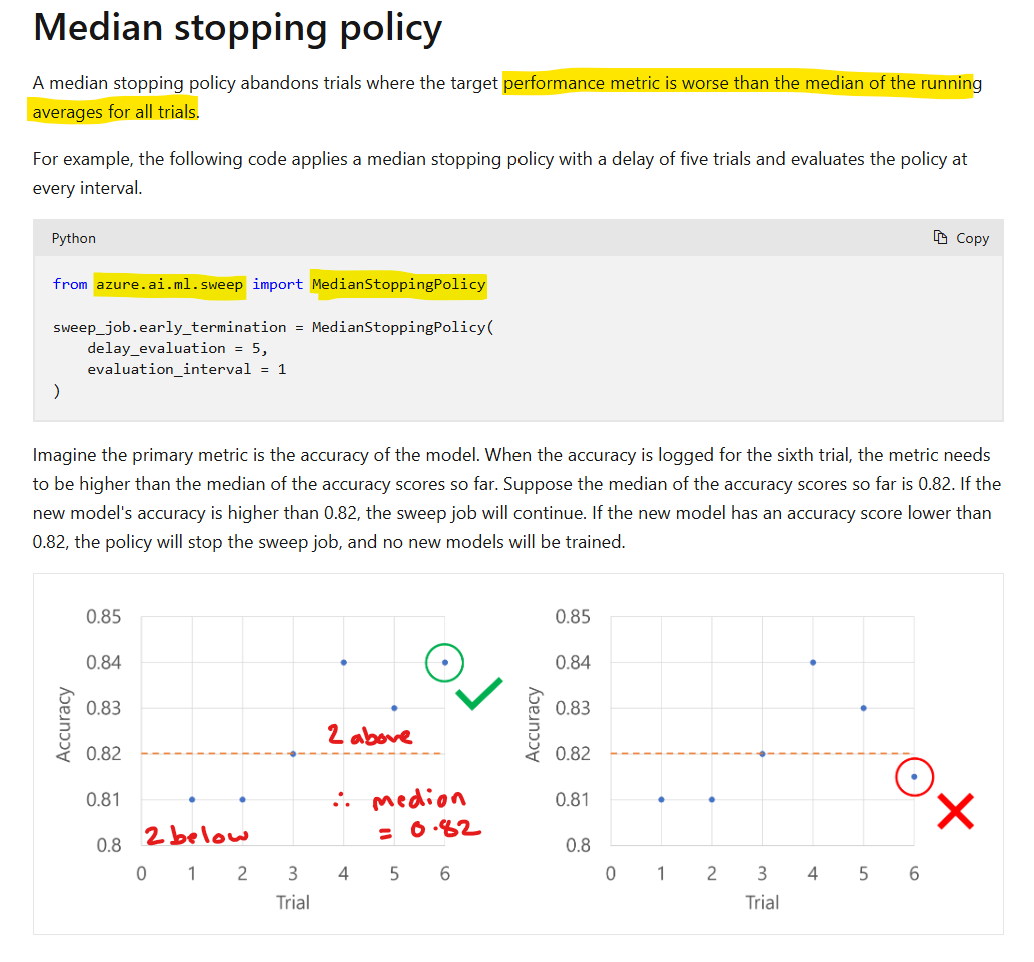 Median stopping policy
A median stopping policy abandons trials where the target performance metric is worse than the median of the running
averages for all trials.
For example, the following code applies a median stopping policy with a delay of five trials and evaluates the policy at
every interval.
Python
Copy
from azure.ai.ml.sweep import MedianStoppingPolicy
sweep_job.early_termination = MedianStoppingPolicy(
    delay_evaluation = 5,
    evaluation_interval = 1
)
Imagine the primary metric is the accuracy of the model. When the accuracy is logged for the sixth trial, the metric needs
to be higher than the median of the accuracy scores so far. Suppose the median of the accuracy scores so far is 0.82. If the
new model's accuracy is higher than 0.82, the sweep job will continue. If the new model has an accuracy score lower than
0.82, the policy will stop the sweep job, and no new models will be trained.
0.85
0.84
0.83
0.82
0.81
0.8
Accuracy
2 above
∴ median
= 0.82
2 below
0 1 2 3 4 5 6
Trial
0.85
0.84
0.83
0.82
0.81
0.8
Accuracy
0 1 2 3 4 5 6
Trial